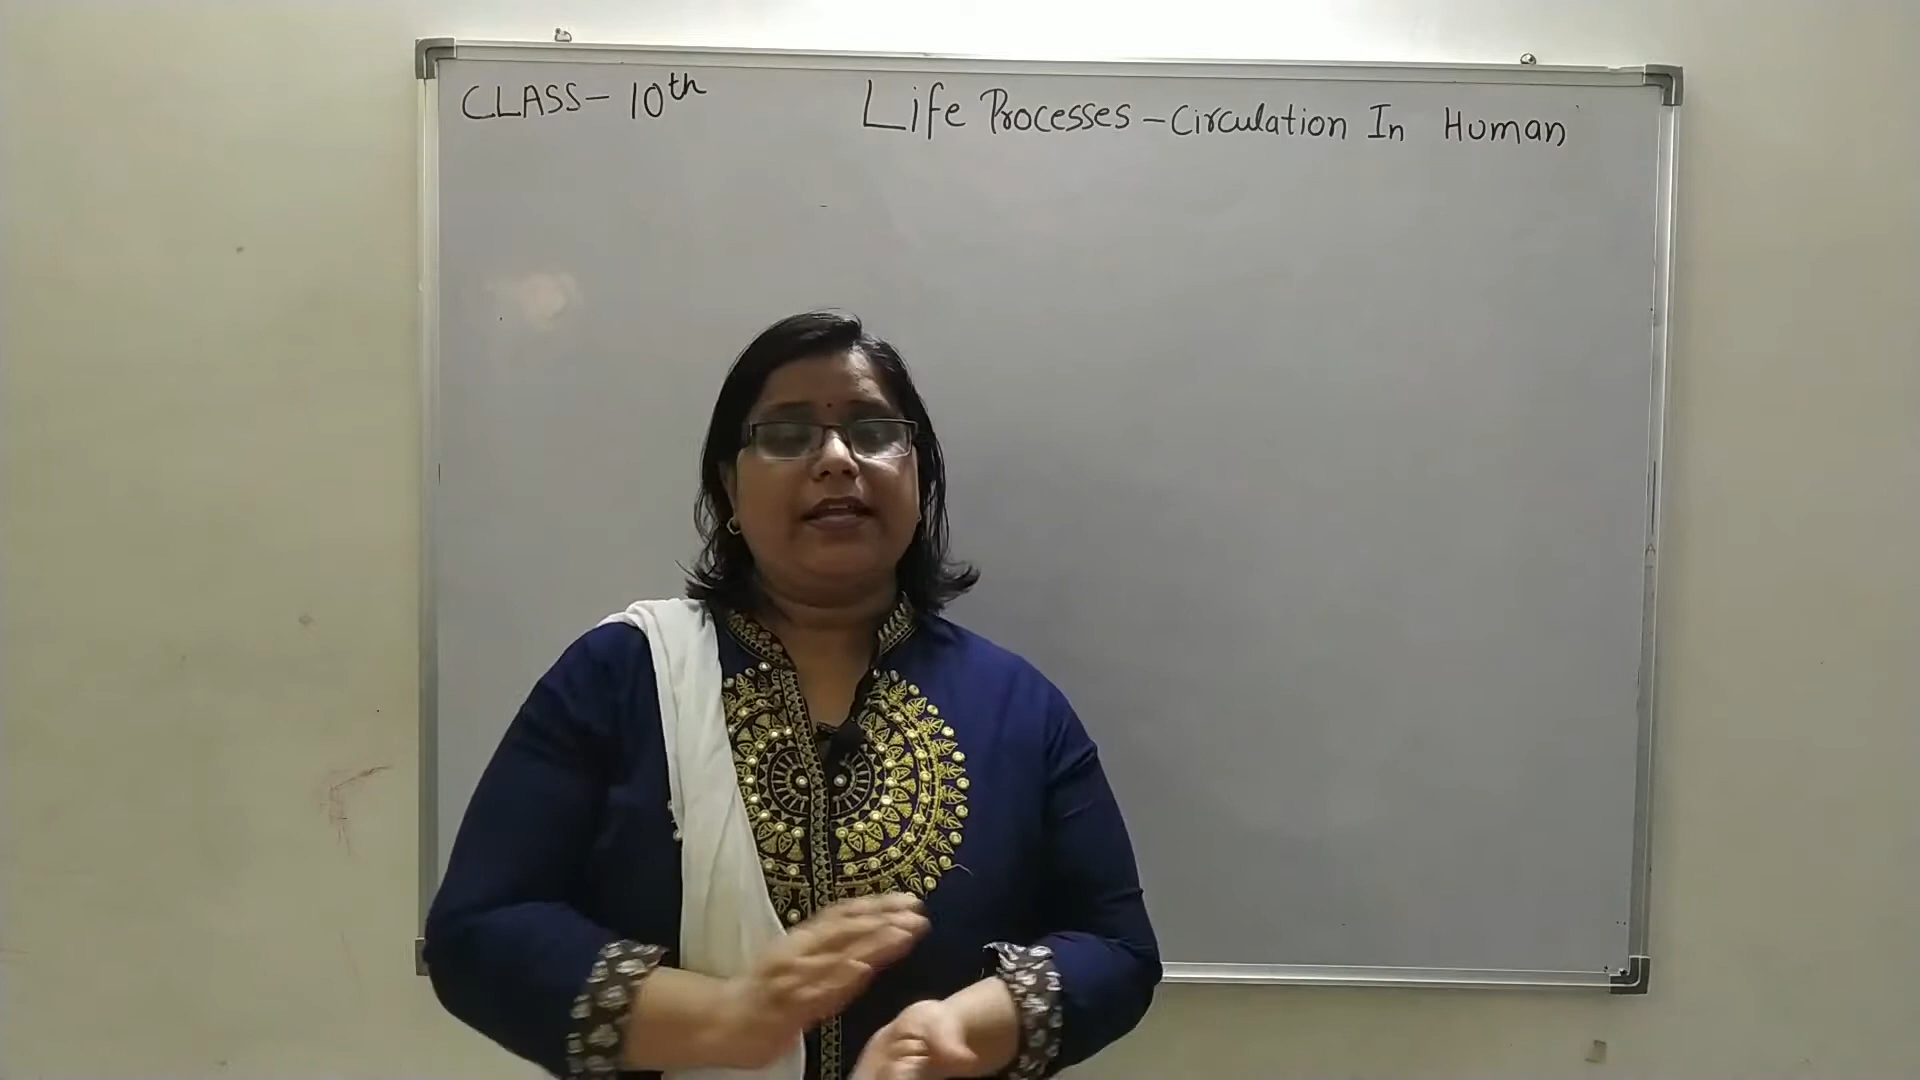 CLASS- 10th
Life Processes - Circulation In Human